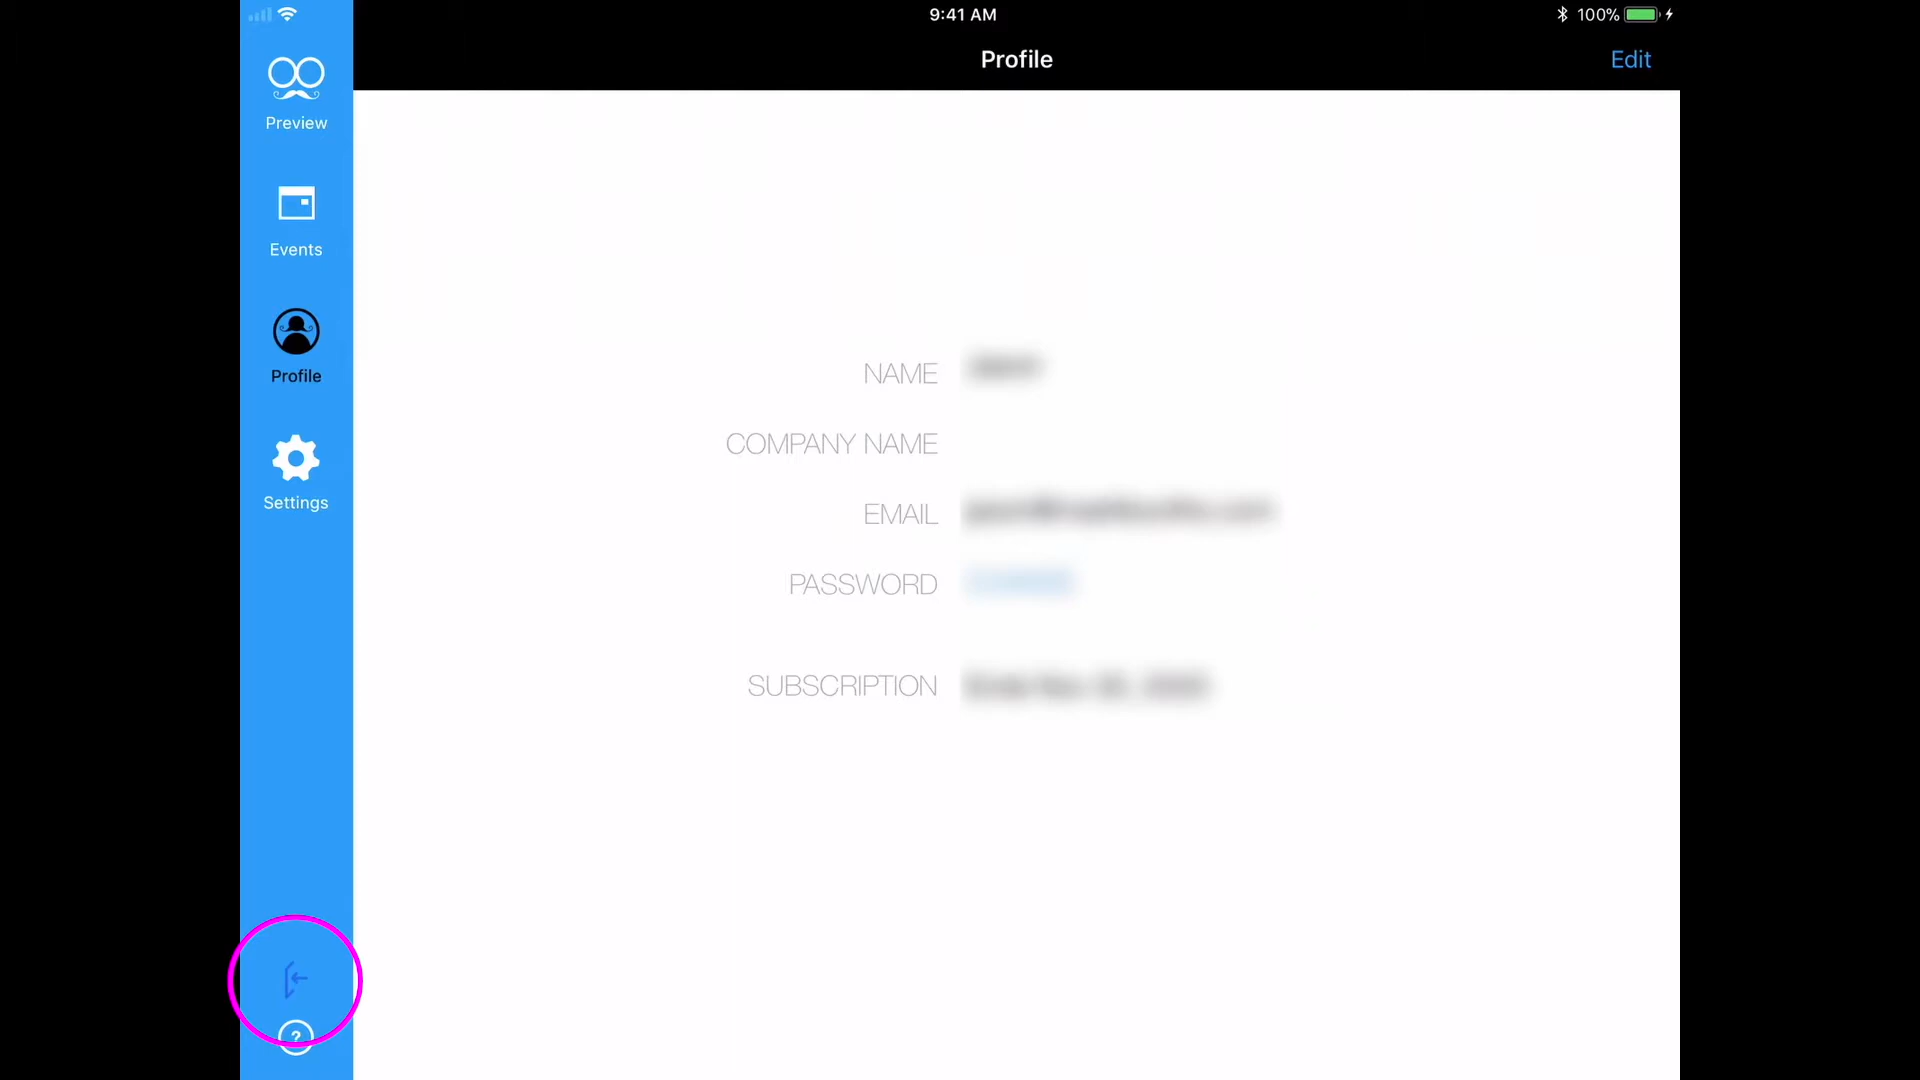 9:41 AM
100%
Profile
Edit
Preview
Events
Profile
Settings
NAME
COMPANY NAME
EMAIL
PASSWORD
SUBSCRIPTION
?